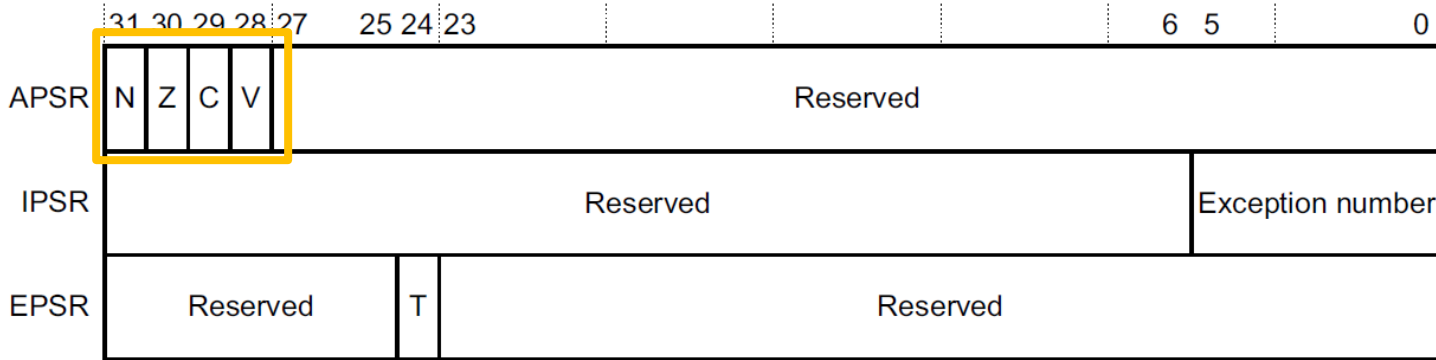 31 30 29 28 27 25 24 23 6 5 0
APSR N Z C V Reserved
IPSR Reserved Exception number
EPSR Reserved T Reserved